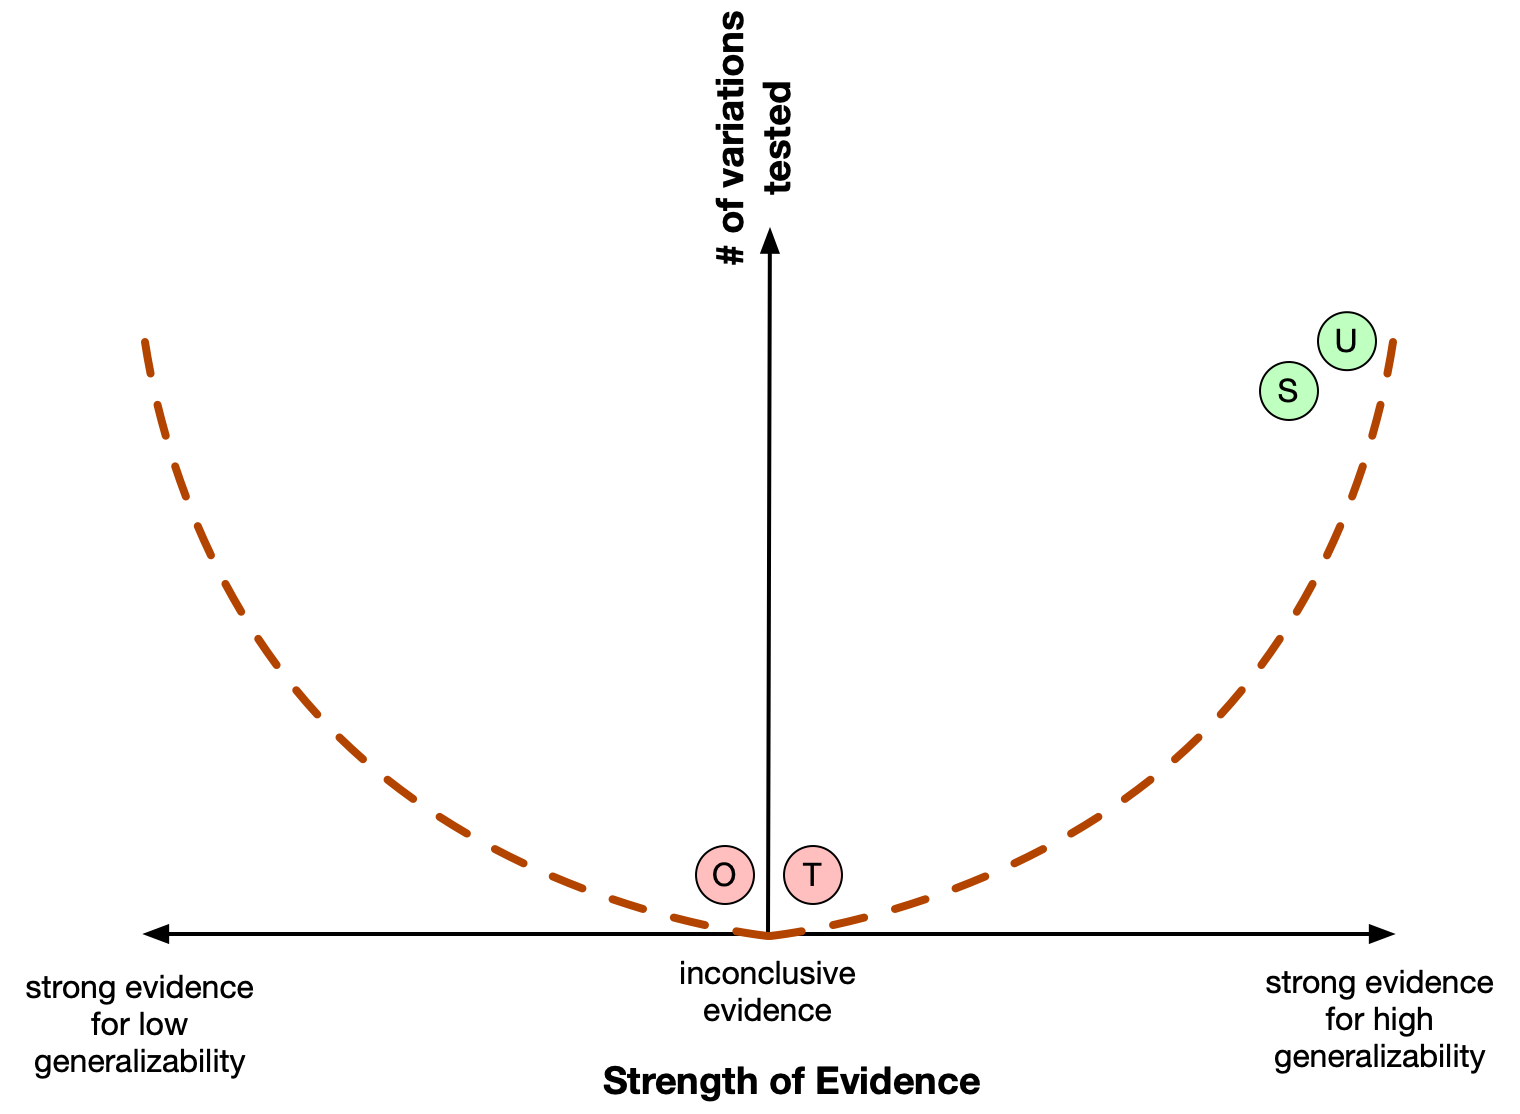 # of variations
tested
U
S
O
T
inconclusive
evidence
strong evidence
for low
generalizability
strong evidence
for high
generalizability
Strength of Evidence